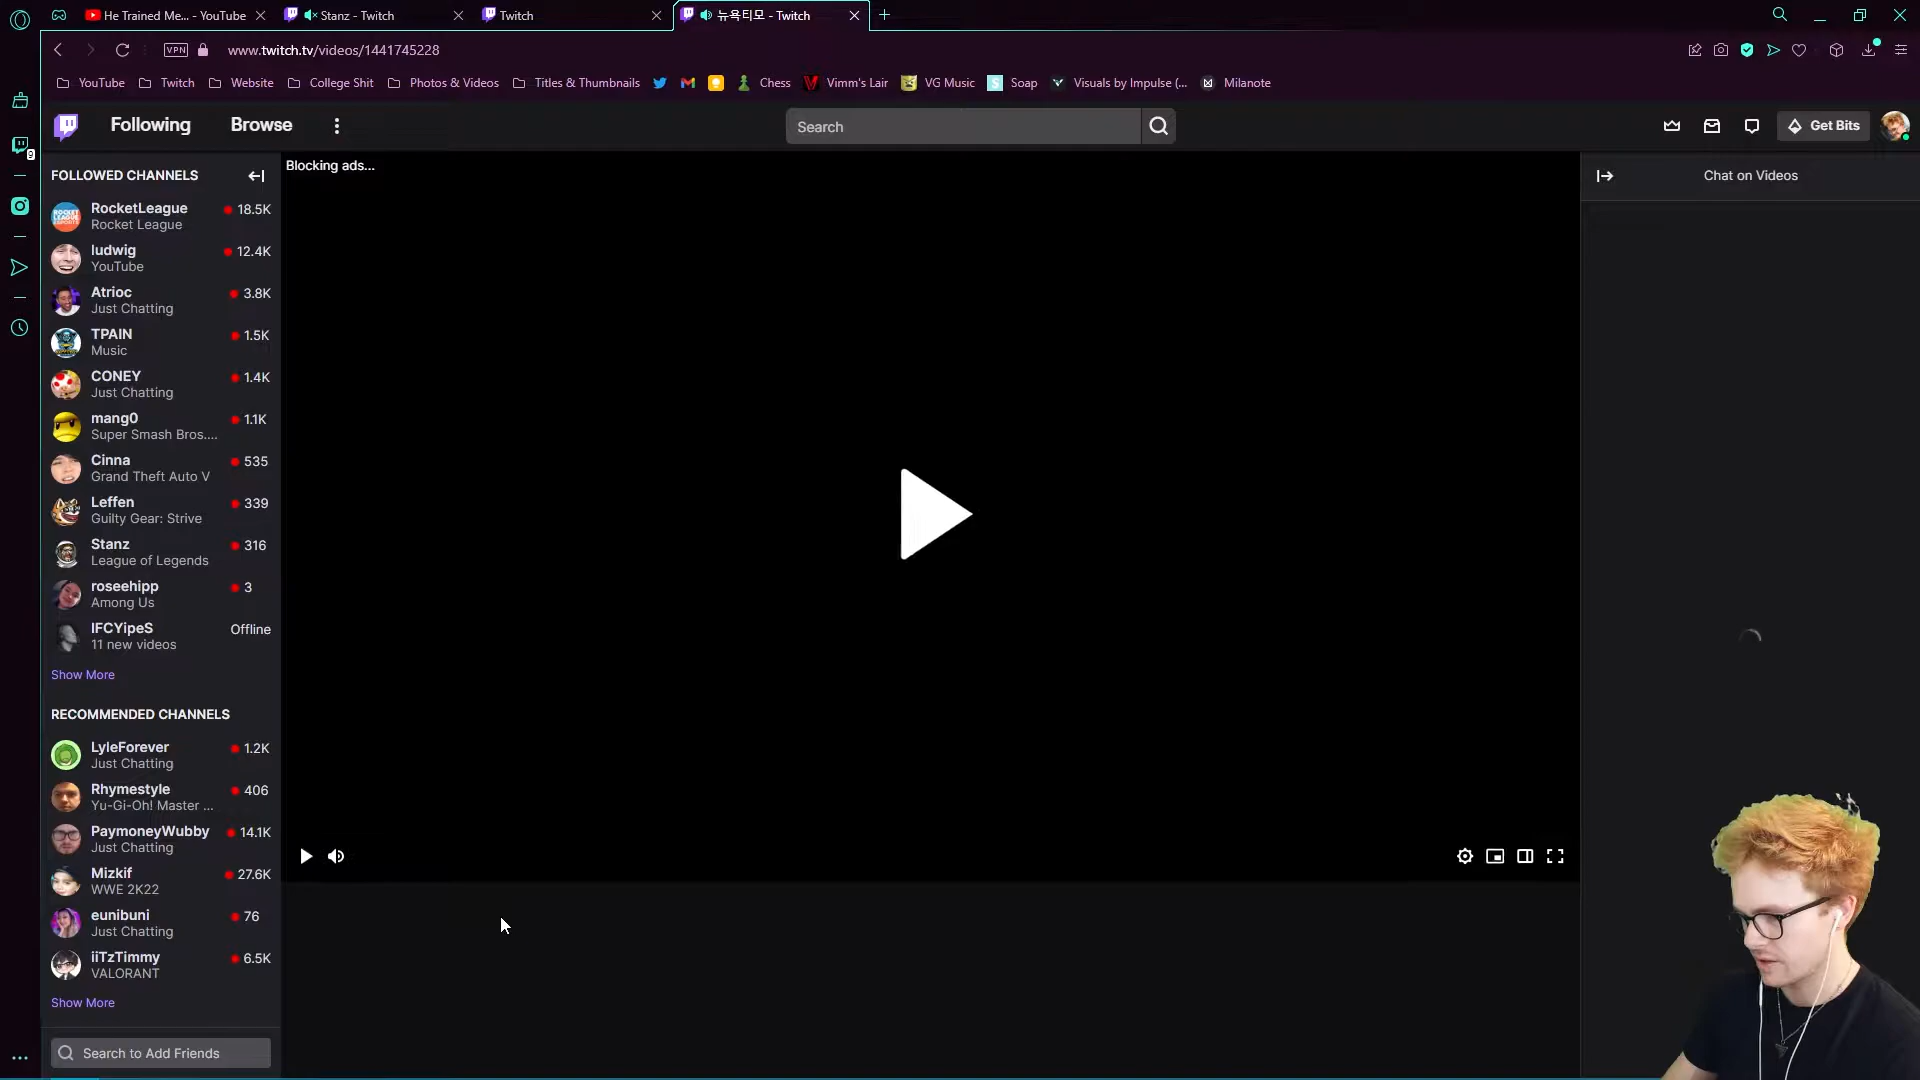 He Trained Me... - YouTube
Stanz - Twitch
Twitch
뉴욕티모 - Twitch
VPN
www.twitch.tv/videos/1441745228
YouTube
Twitch
Website
College Shit
Photos & Videos
Titles & Thumbnails
Chess
Vimm's Lair
VG Music
S
Soap
Visuals by Impulse (...
Milanote
Following
Browse
Search
Get Bits
9
FOLLOWED CHANNELS
Blocking ads...
Chat on Videos
RocketLeague
18.5K
Rocket League
ludwig
12.4K
YouTube
Atrioc
3.8K
Just Chatting
TPAIN
1.5K
Music
CONEY
1.4K
Just Chatting
mang0
1.1K
Super Smash Bros....
Cinna
535
Grand Theft Auto V
Leffen
339
Guilty Gear: Strive
Stanz
316
League of Legends
roseehipp
3
Among Us
IFCYipeS
Offline
11 new videos
Show More
RECOMMENDED CHANNELS
LyleForever
1.2K
Just Chatting
Rhymestyle
406
Yu-Gi-Oh! Master ...
PaymoneyWubby
14.1K
Just Chatting
Mizkif
27.6K
WWE 2K22
eunibuni
76
Just Chatting
iiTzTimmy
6.5K
VALORANT
Show More
Search to Add Friends